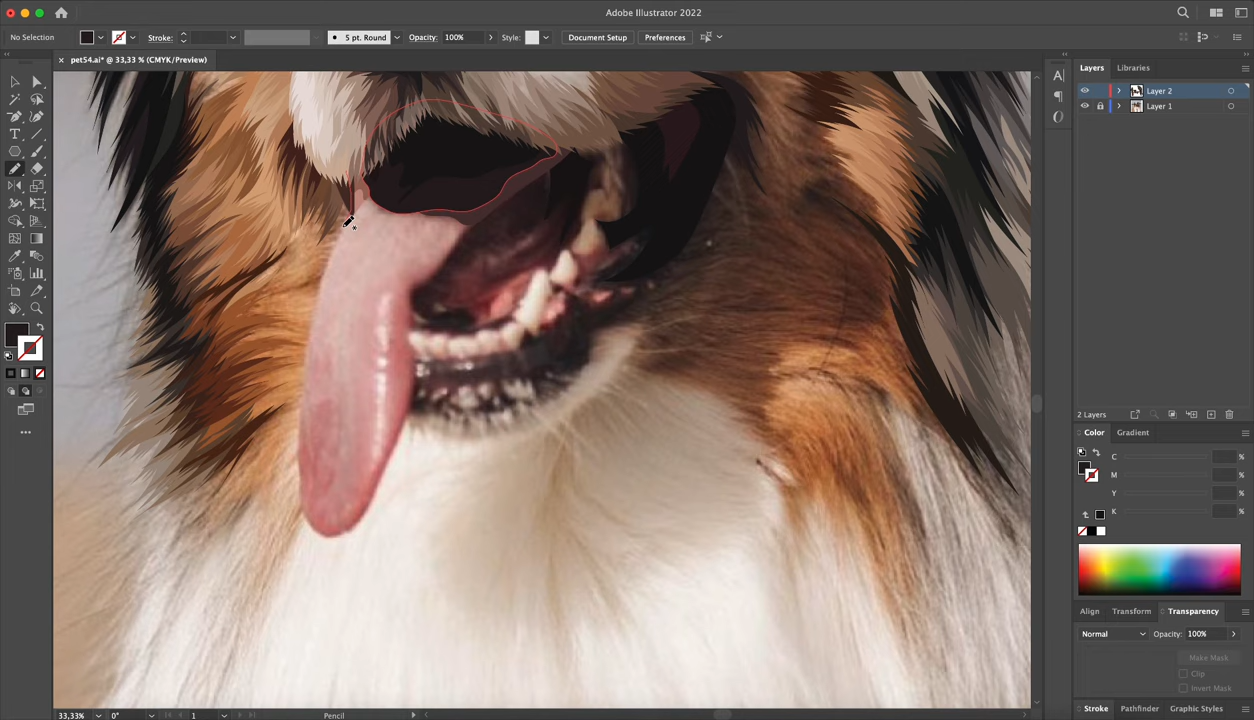 Adobe Illustrator 2022
No Selection
Stroke:
5 pt. Round
Opacity:
100%
Style:
Document Setup
Preferences
× pet54.ai* @ 33,33 % (CMYK/Preview)
Layers
Libraries
Layer 2
Layer 1
2 Layers
Color
Gradient
C %
M %
Y %
K %
Align
Transform
Transparency
Normal
Opacity:
100%
Make Mask
Clip
Invert Mask
Stroke
Pathfinder
Graphic Styles
33,33%
0°
1
Pencil